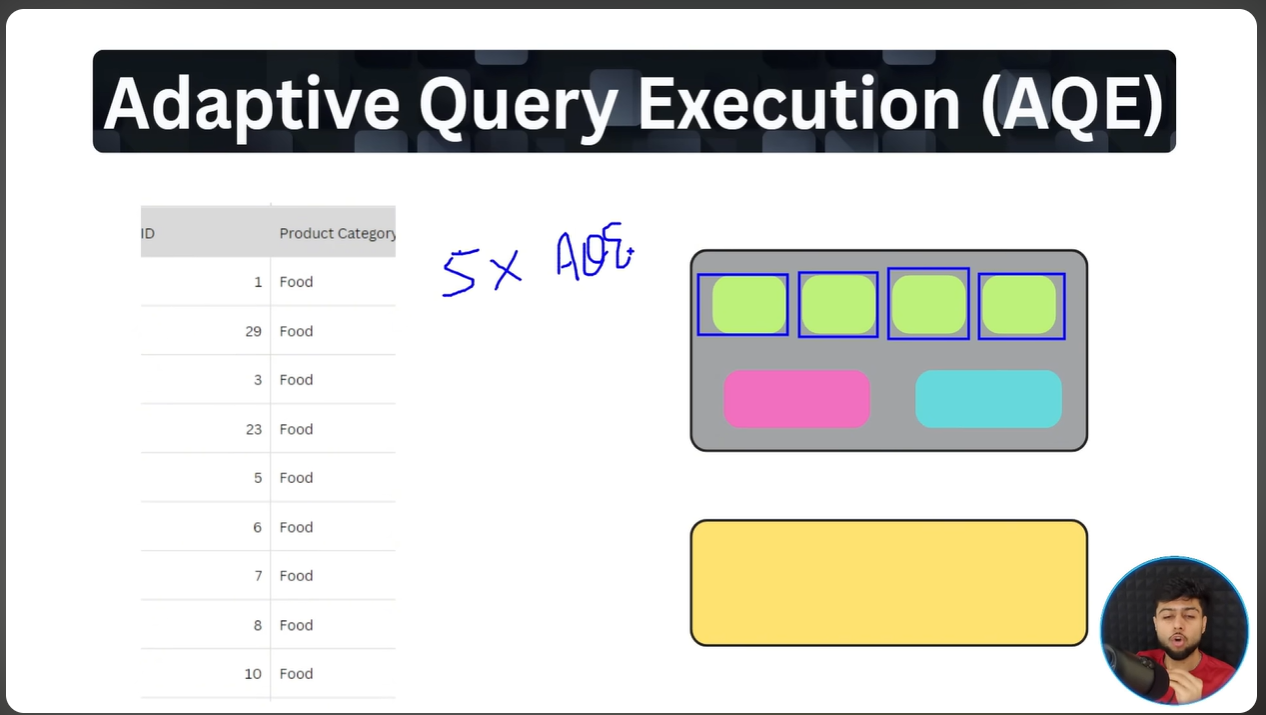 Adaptive Query Execution (AQE)
ID Product Category
1 Food
29 Food
3 Food
23 Food
5 Food
6 Food
7 Food
8 Food
10 Food
5 x AQE